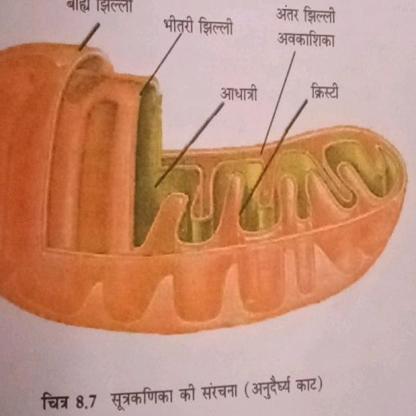 बाह्य झिल्ली
भीतरी झिल्ली
अंतर झिल्ली
अवकाशिका
आधात्री
क्रिस्टी
चित्र 8.7 सूत्रकणिका की संरचना (अनुदैर्घ्य काट)